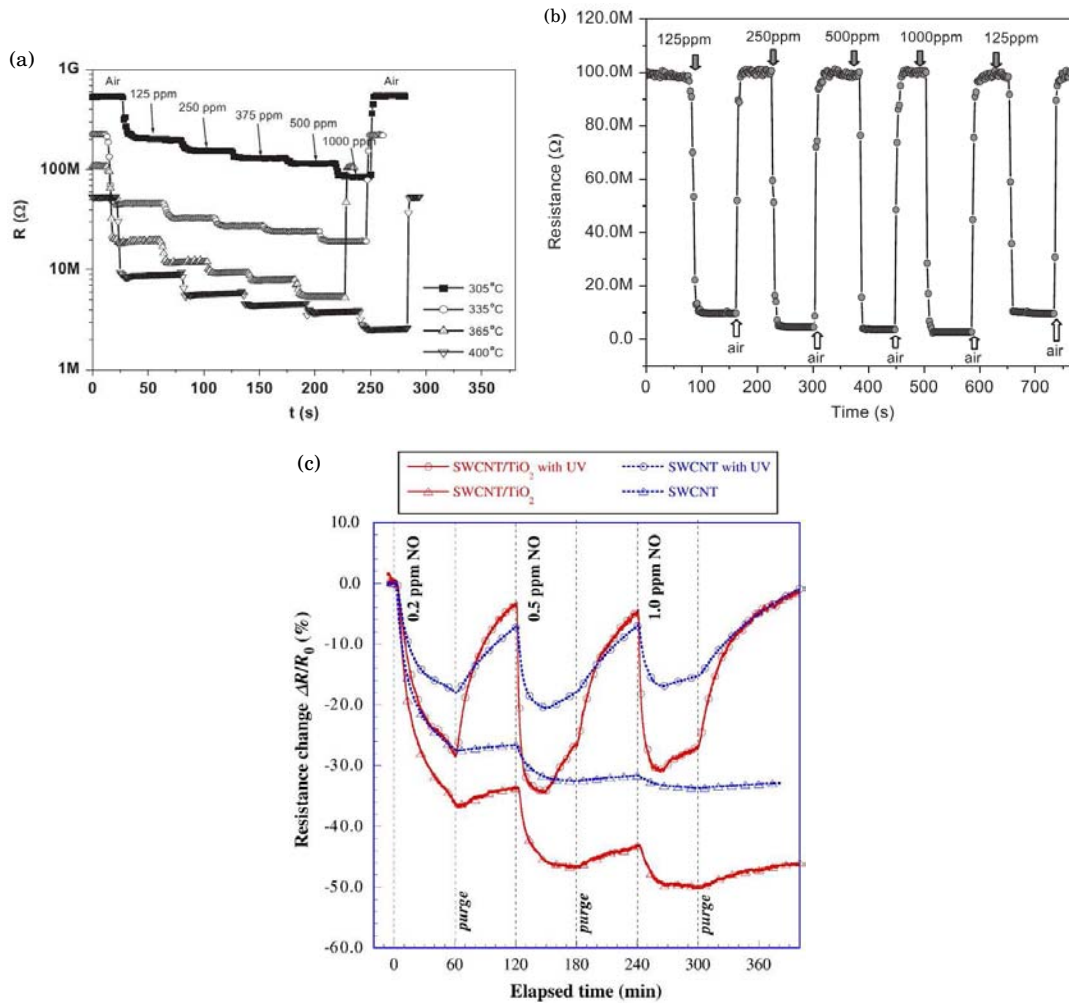 (a)
1G
100M
10M
1M
R (Ω)
Air
125 ppm
250 ppm
375 ppm
500 ppm
1000 ppm
Air
305°C
335°C
365°C
400°C
0 50 100 150 200 250 300 350
t (s)
(b)
120.0M
100.0M
80.0M
60.0M
40.0M
20.0M
0.0
Resistance (Ω)
125ppm 250ppm 500ppm 1000ppm 125ppm
air air air air air
0 100 200 300 400 500 600 700
Time (s)
(c)
SWCNT/TiO2 with UV
SWCNT with UV
SWCNT/TiO2
SWCNT
10.0
0.0
-10.0
-20.0
-30.0
-40.0
-50.0
-60.0
Resistance change ΔR/R0 (%)
0.2 ppm NO
0.5 ppm NO
1.0 ppm NO
purge
purge
purge
0 60 120 180 240 300 360
Elapsed time (min)